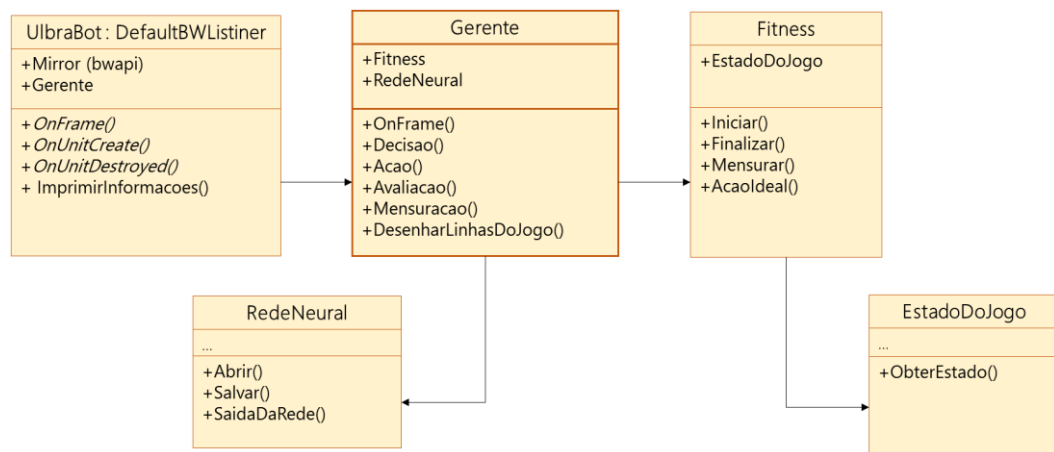 UlbraBot : DefaultBWListiner
+Mirror (bwapi)
+Gerente
+OnFrame()
+OnUnitCreate()
+OnUnitDestroyed()
+ ImprimirInformacoes()
Gerente
+Fitness
+RedeNeural
+OnFrame()
+Decisao()
+Acao()
+Avaliacao()
+Mensuracao()
+DesenharLinhasDoJogo()
Fitness
+EstadoDoJogo
+Iniciar()
+Finalizar()
+Mensurar()
+AcaoIdeal()
RedeNeural
...
+Abrir()
+Salvar()
+SaidaDaRede()
EstadoDoJogo
...
+ObterEstado()